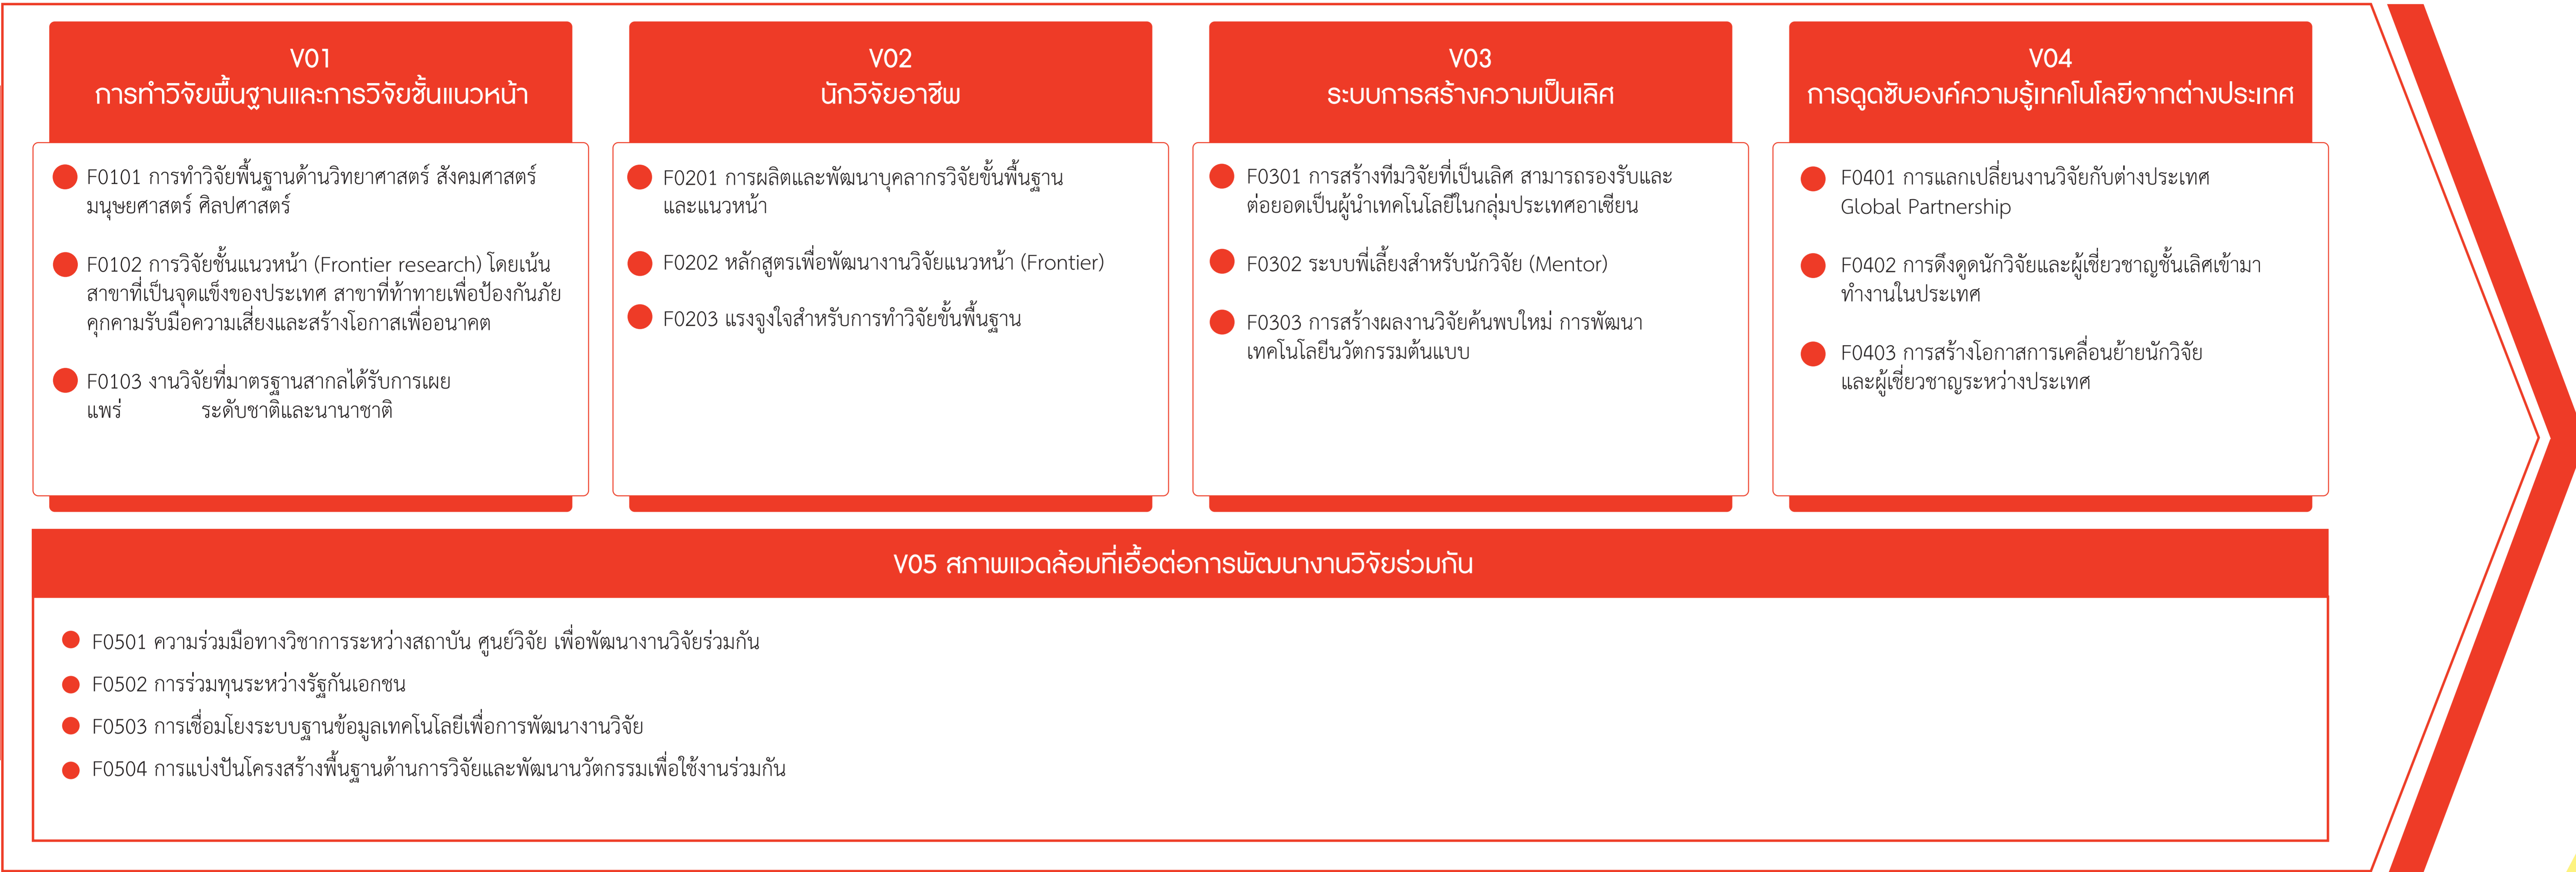 V01
การทำวิจัยพื้นฐานและการวิจัยชั้นแนวหน้า
F0101 การทำวิจัยพื้นฐานด้านวิทยาศาสตร์ สังคมศาสตร์
มนุษยศาสตร์ ศิลปศาสตร์
F0102 การวิจัยชั้นแนวหน้า (Frontier research) โดยเน้น
สาขาที่เป็นจุดแข็งของประเทศ สาขาที่ท้าทายเพื่อป้องกันภัย
คุกคามรับมือความเสี่ยงและสร้างโอกาสเพื่ออนาคต
F0103 งานวิจัยที่มาตรฐานสากลได้รับการเผย
แพร่ ระดับชาติและนานาชาติ
V02
นักวิจัยอาชีพ
F0201 การผลิตและพัฒนาบุคลากรวิจัยขั้นพื้นฐาน
และแนวหน้า
F0202 หลักสูตรเพื่อพัฒนางานวิจัยแนวหน้า (Frontier)
F0203 แรงจูงใจสำหรับการทำวิจัยขั้นพื้นฐาน
V03
ระบบการสร้างความเป็นเลิศ
F0301 การสร้างทีมวิจัยที่เป็นเลิศ สามารถรองรับและ
ต่อยอดเป็นผู้นำเทคโนโลยีในกลุ่มประเทศอาเซียน
F0302 ระบบพี่เลี้ยงสำหรับนักวิจัย (Mentor)
F0303 การสร้างผลงานวิจัยค้นพบใหม่ การพัฒนา
เทคโนโลยีนวัตกรรมต้นแบบ
V04
การดูดซับองค์ความรู้เทคโนโลยีจากต่างประเทศ
F0401 การแลกเปลี่ยนงานวิจัยกับต่างประเทศ
Global Partnership
F0402 การดึงดูดนักวิจัยและผู้เชี่ยวชาญชั้นเลิศเข้ามา
ทำงานในประเทศ
F0403 การสร้างโอกาสการเคลื่อนย้ายนักวิจัย
และผู้เชี่ยวชาญระหว่างประเทศ
V05 สภาพแวดล้อมที่เอื้อต่อการพัฒนางานวิจัยร่วมกัน
F0501 ความร่วมมือทางวิชาการระหว่างสถาบัน ศูนย์วิจัย เพื่อพัฒนางานวิจัยร่วมกัน
F0502 การร่วมทุนระหว่างรัฐกันเอกชน
F0503 การเชื่อมโยงระบบฐานข้อมูลเทคโนโลยีเพื่อการพัฒนางานวิจัย
F0504 การแบ่งปันโครงสร้างพื้นฐานด้านการวิจัยและพัฒนานวัตกรรมเพื่อใช้งานร่วมกัน